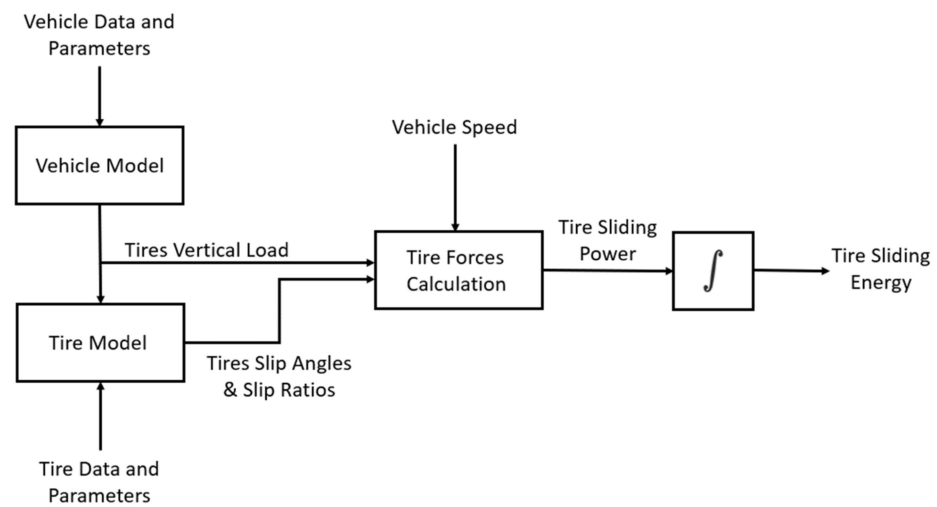 Vehicle Data and
Parameters
Vehicle Model
Vehicle Speed
Tires Vertical Load
Tire Forces
Calculation
Tire Sliding
Power
∫
Tire Sliding
Energy
Tire Model
Tires Slip Angles
& Slip Ratios
Tire Data and
Parameters